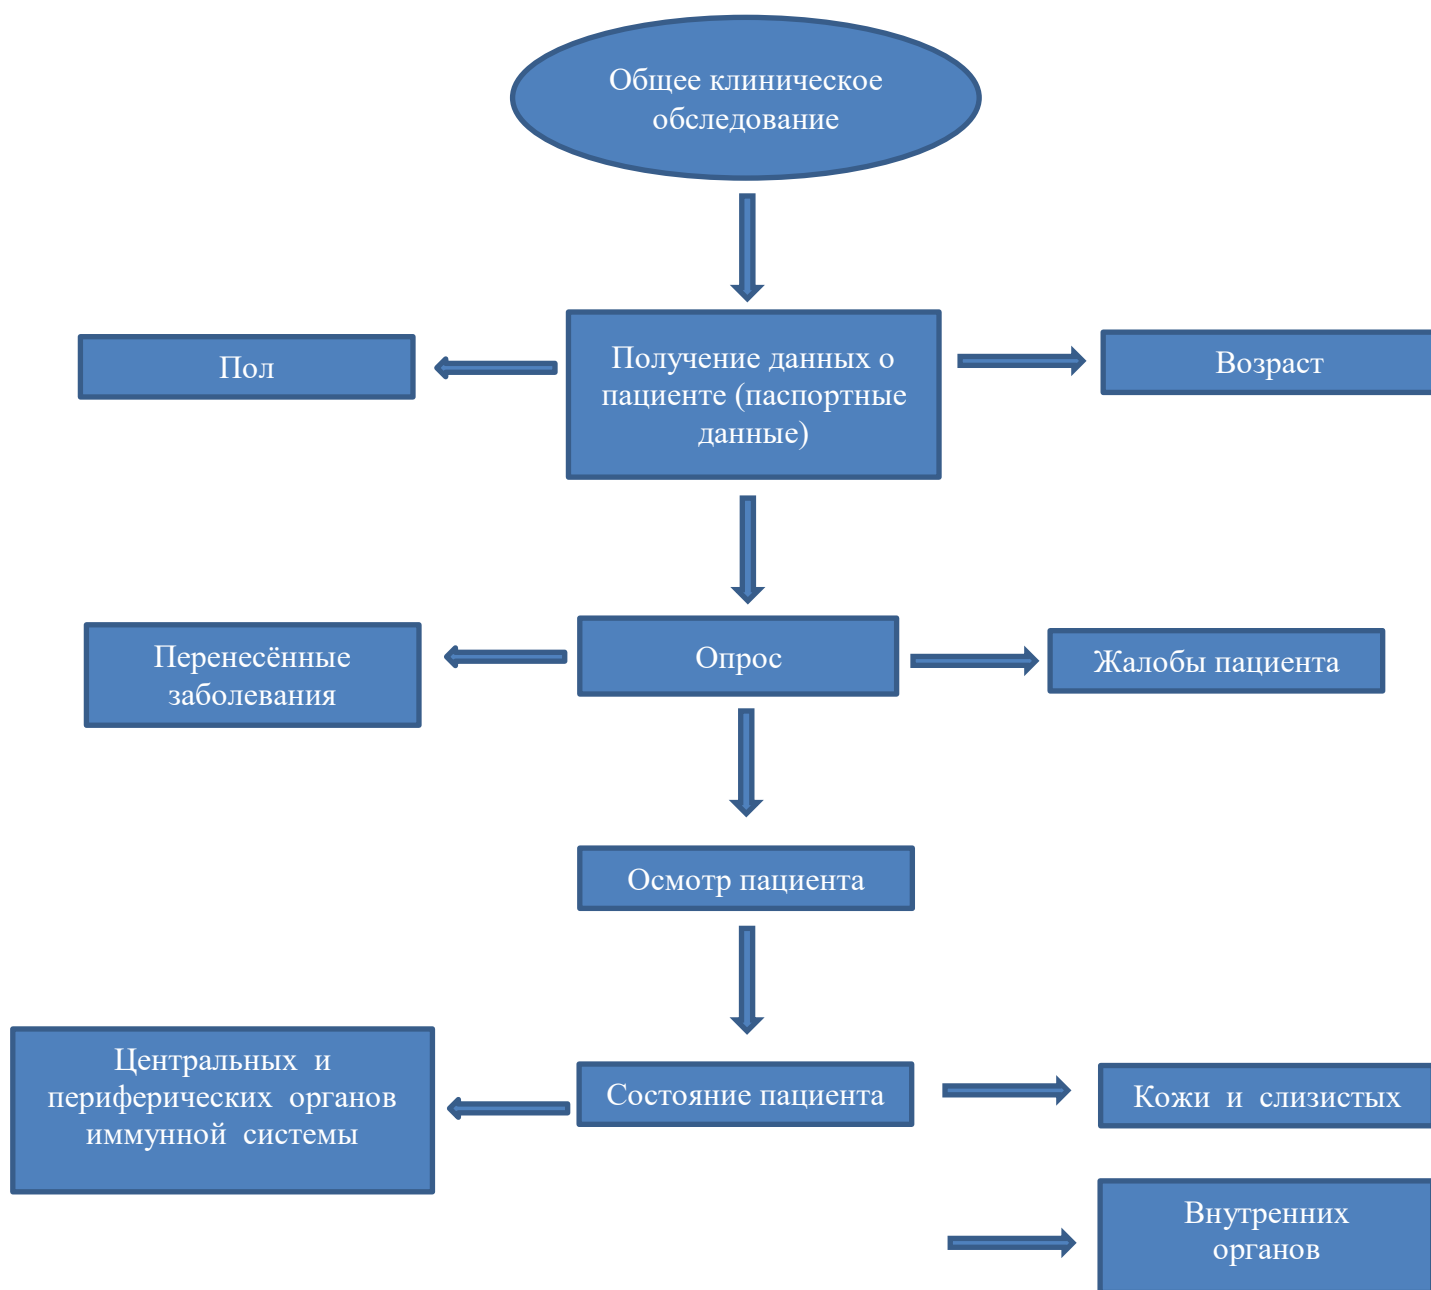 Общее клиническое
обследование
Пол
Получение данных о
пациенте (паспортные
данные)
Возраст
Перенесённые
заболевания
Опрос
Жалобы пациента
Осмотр пациента
Центральных и
периферических органов
иммунной системы
Состояние пациента
Кожи и слизистых
Внутренних
органов